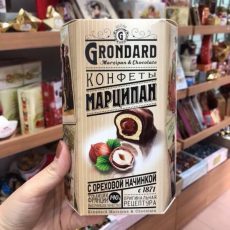 G
GRONDARD
Marzipan & Chocolate
КОНФЕТЫ
МАРЦИПАН
С ОРЕХОВОЙ НАЧИНКОЙ
с 1871
ОРИГИНАЛЬНАЯ
РЕЦЕПТУРА
Grondard Marzipan & Chocolate